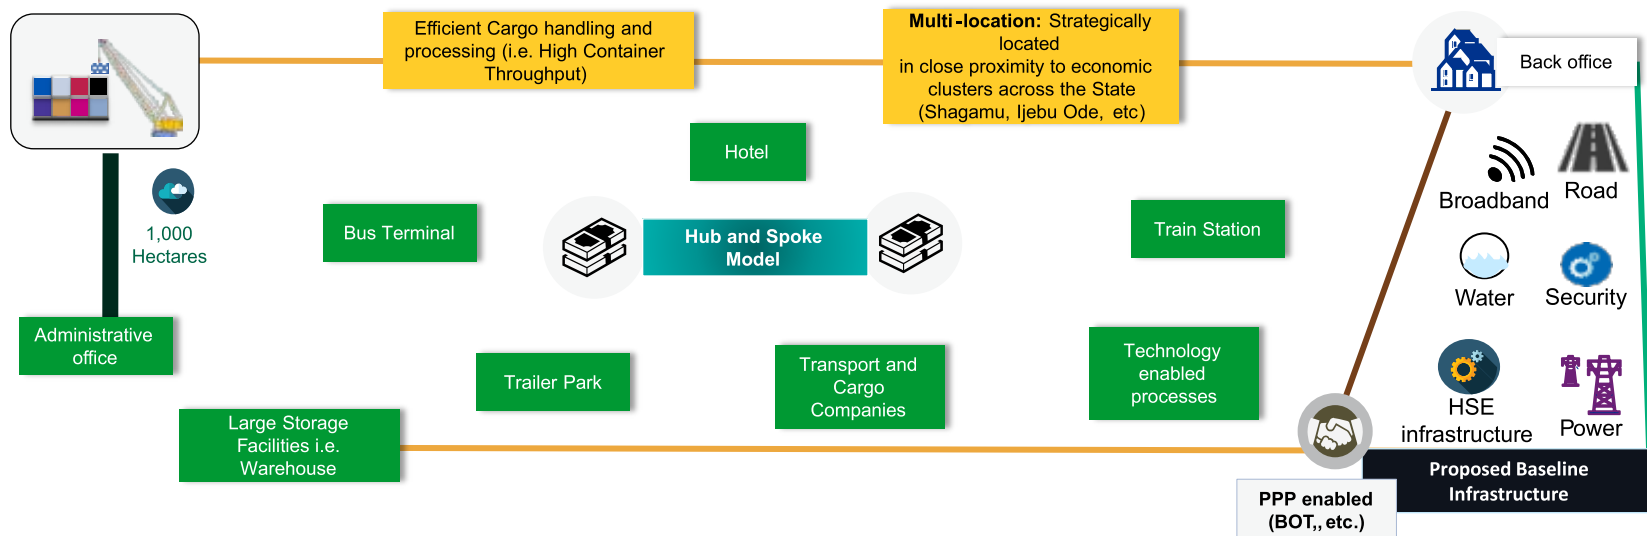 Efficient Cargo handling and
processing (i.e. High Container
Throughput)
Multi-location: Strategically
located
in close proximity to economic
clusters across the State
(Shagamu, Ijebu Ode, etc)
Back office
Hotel
Broadband
Road
1,000
Hectares
Bus Terminal
Hub and Spoke
Model
Train Station
Water
Security
Administrative
office
Trailer Park
Transport and
Cargo
Companies
Technology
enabled
processes
HSE
infrastructure
Power
Large Storage
Facilities i.e.
Warehouse
Proposed Baseline
Infrastructure
PPP enabled
(BOT,, etc.)